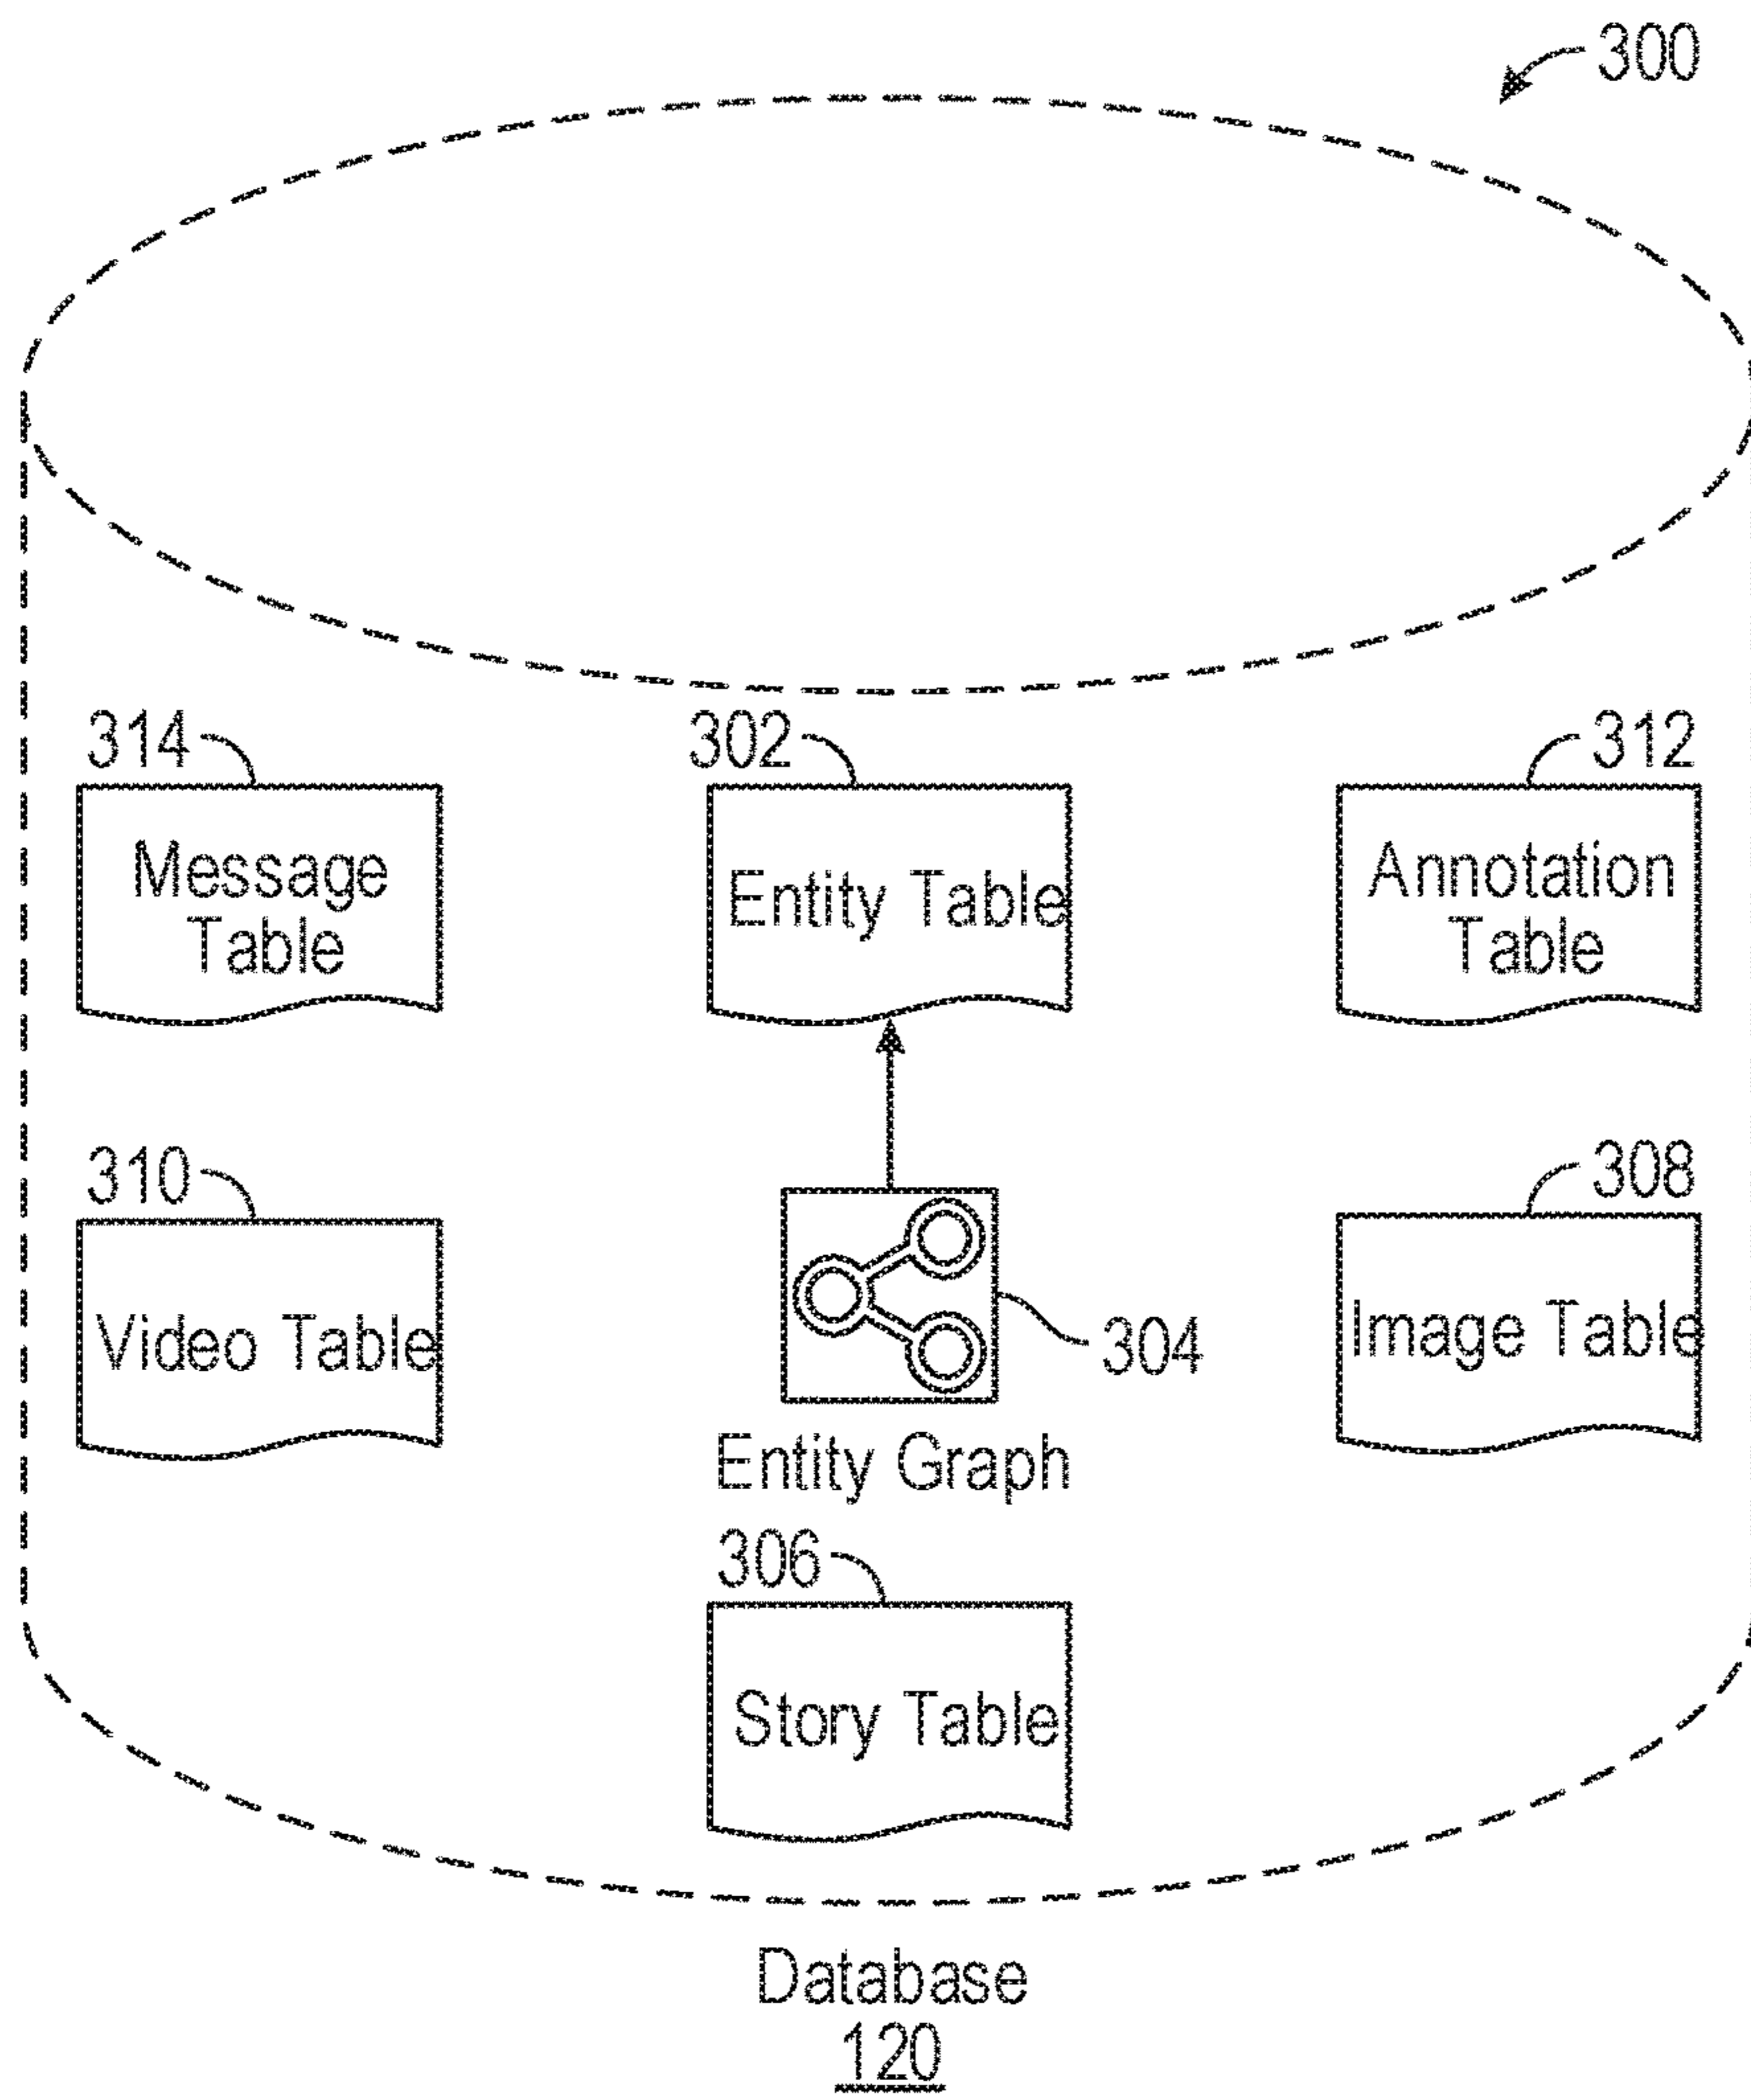 300
314
302
312
Message
Table
Entity Table
Annotation
Table
310
308
Video Table
304
Image Table
Entity Graph
306
Story Table
Database
120